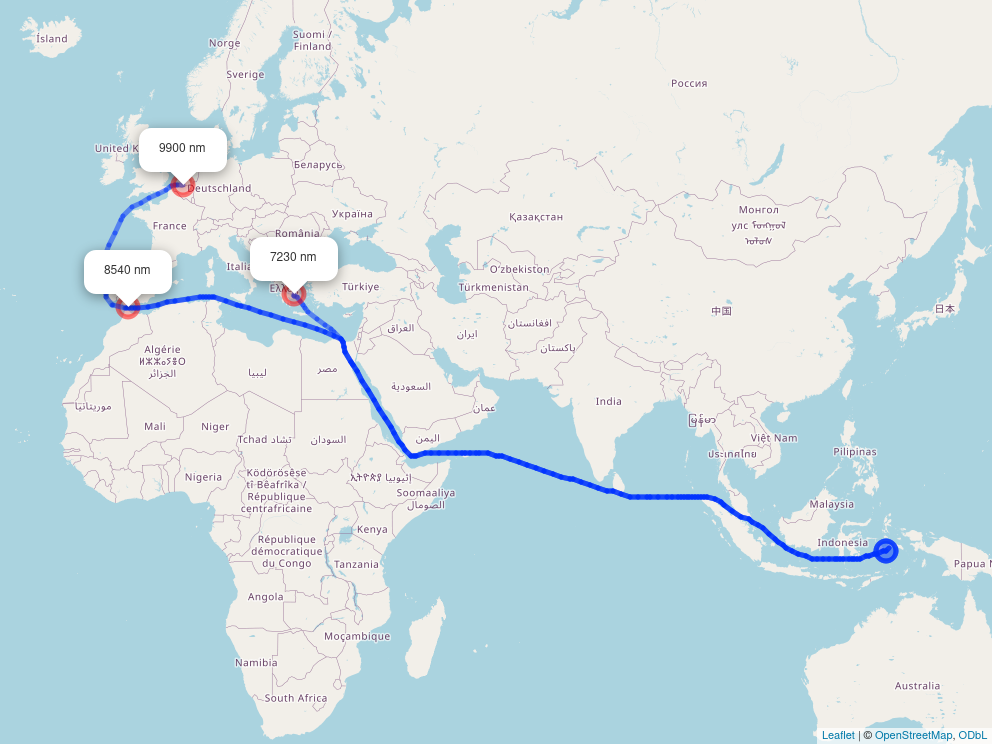 Ísland
Norge
Suomi /
Finland
Sverige
Россия
United K
9900 nm
Беларусь
Deutschland
Україна
France
România
Қазақстан
Монгол
улс
8540 nm
Italia
7230 nm
Ελλ
Türkiye
Oʻzbekiston
Türkmenistan
中国
日本
العراق
ایران
افغانستان
پاکستان
Algérie
ⵍⵣⵣⴰⵢⴻⵔ
الجزائر
ليبيا
مصر
السعودية
عمان
India
موريتانيا
Mali
Niger
Tchad تشاد
السودان
اليمن
Việt Nam
ประเทศไทย
Pilipinas
Nigeria
Ködörösêse
tî Bêafrîka /
République
centrafricaine
ኢትዮጵያ إثيوبيا
Soomaaliya
الصومال
Malaysia
Kenya
Indonesia
République
démocratique
du Congo
Tanzania
Papua N
Angola
Moçambique
Namibia
South Africa
Australia
Leaflet | © OpenStreetMap, ODbL